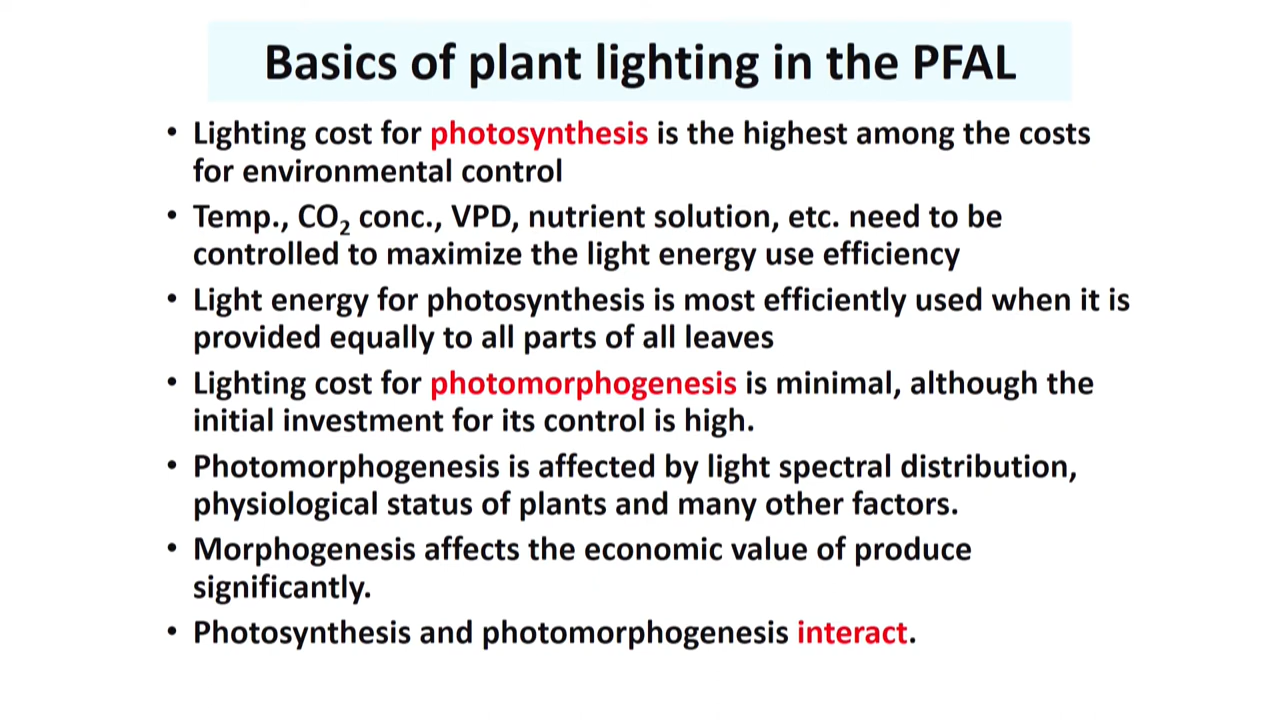 Basics of plant lighting in the PFAL
• Lighting cost for photosynthesis is the highest among the costs
for environmental control
• Temp., CO₂ conc., VPD, nutrient solution, etc. need to be
controlled to maximize the light energy use efficiency
• Light energy for photosynthesis is most efficiently used when it is
provided equally to all parts of all leaves
• Lighting cost for photomorphogenesis is minimal, although the
initial investment for its control is high.
• Photomorphogenesis is affected by light spectral distribution,
physiological status of plants and many other factors.
• Morphogenesis affects the economic value of produce
significantly.
• Photosynthesis and photomorphogenesis interact.